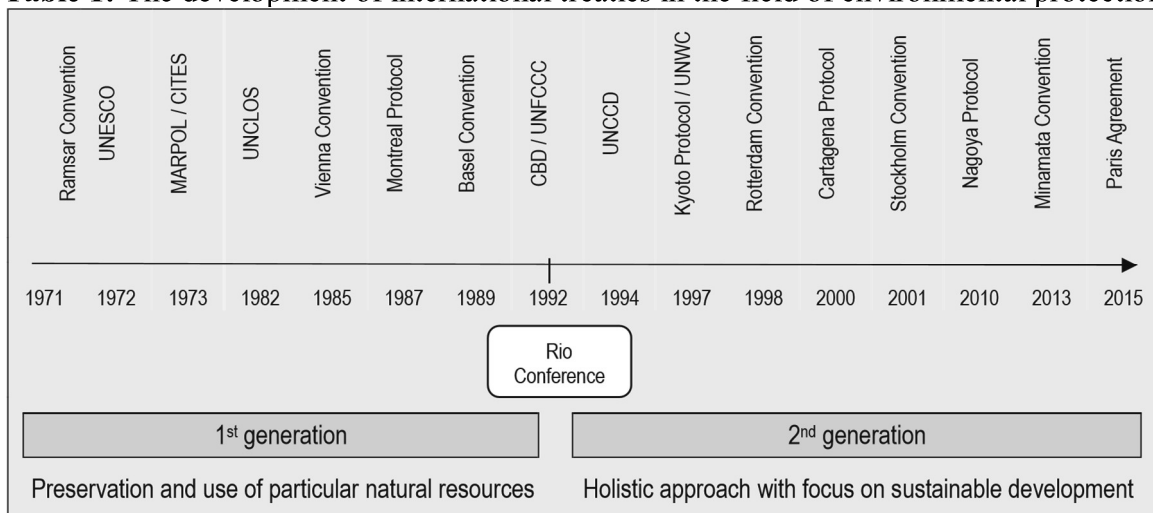 Table 1: The development of international treaties in the field of environmental protection
Ramsar Convention
UNESCO
MARPOL / CITES
UNCLOS
Vienna Convention
Montreal Protocol
Basel Convention
CBD / UNFCCC
UNCCD
Kyoto Protocol / UNWC
Rotterdam Convention
Cartagena Protocol
Stockholm Convention
Nagoya Protocol
Minamata Convention
Paris Agreement
1971 1972 1973 1982 1985 1987 1989 1992 1994 1997 1998 2000 2001 2010 2013 2015
Rio
Conference
1st generation 2nd generation
Preservation and use of particular natural resources Holistic approach with focus on sustainable development